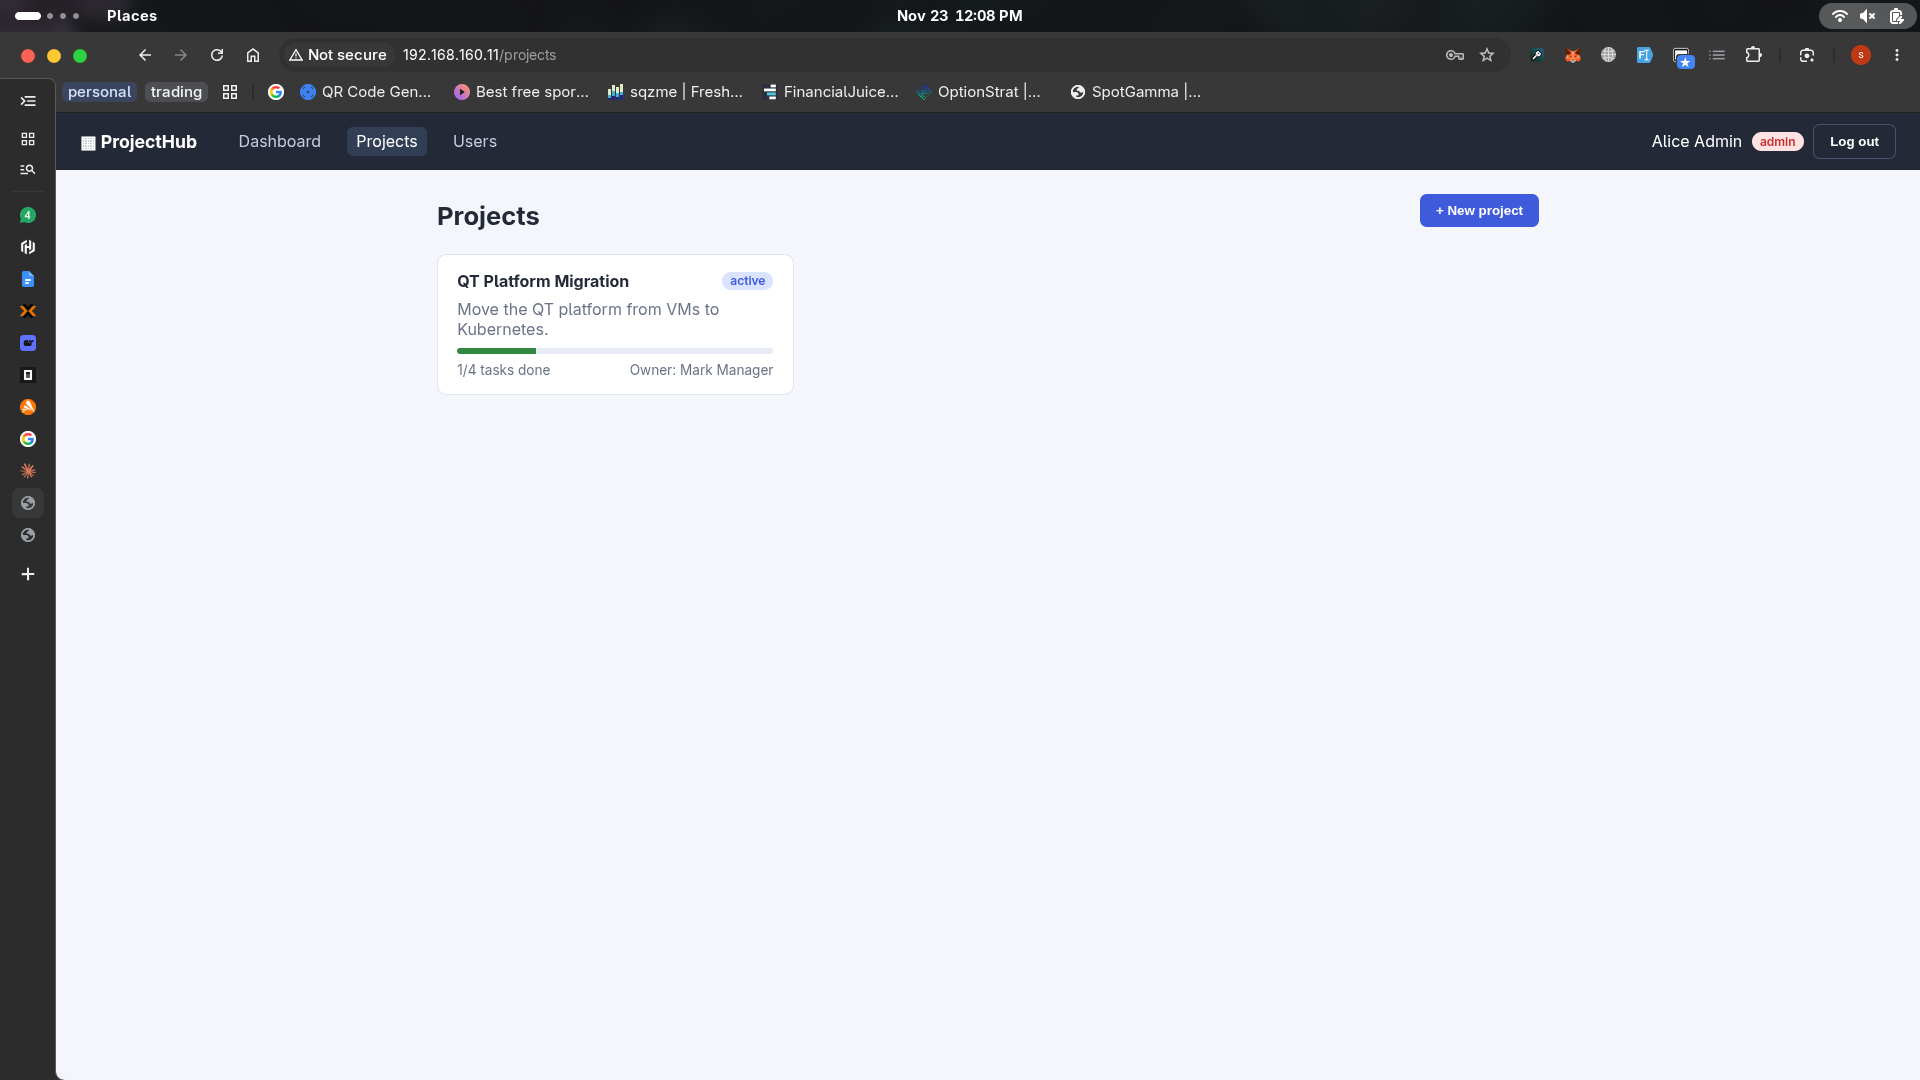 Places
Nov 23 12:08 PM
Not secure 192.168.160.11/projects
S
personal trading QR Code Gen... Best free spor... sqzme | Fresh... FinancialJuice... OptionStrat |... SpotGamma |...
ProjectHub Dashboard Projects Users Alice Admin admin Log out
4
Projects
+ New project
QT Platform Migration active
Move the QT platform from VMs to
Kubernetes.
1/4 tasks done Owner: Mark Manager